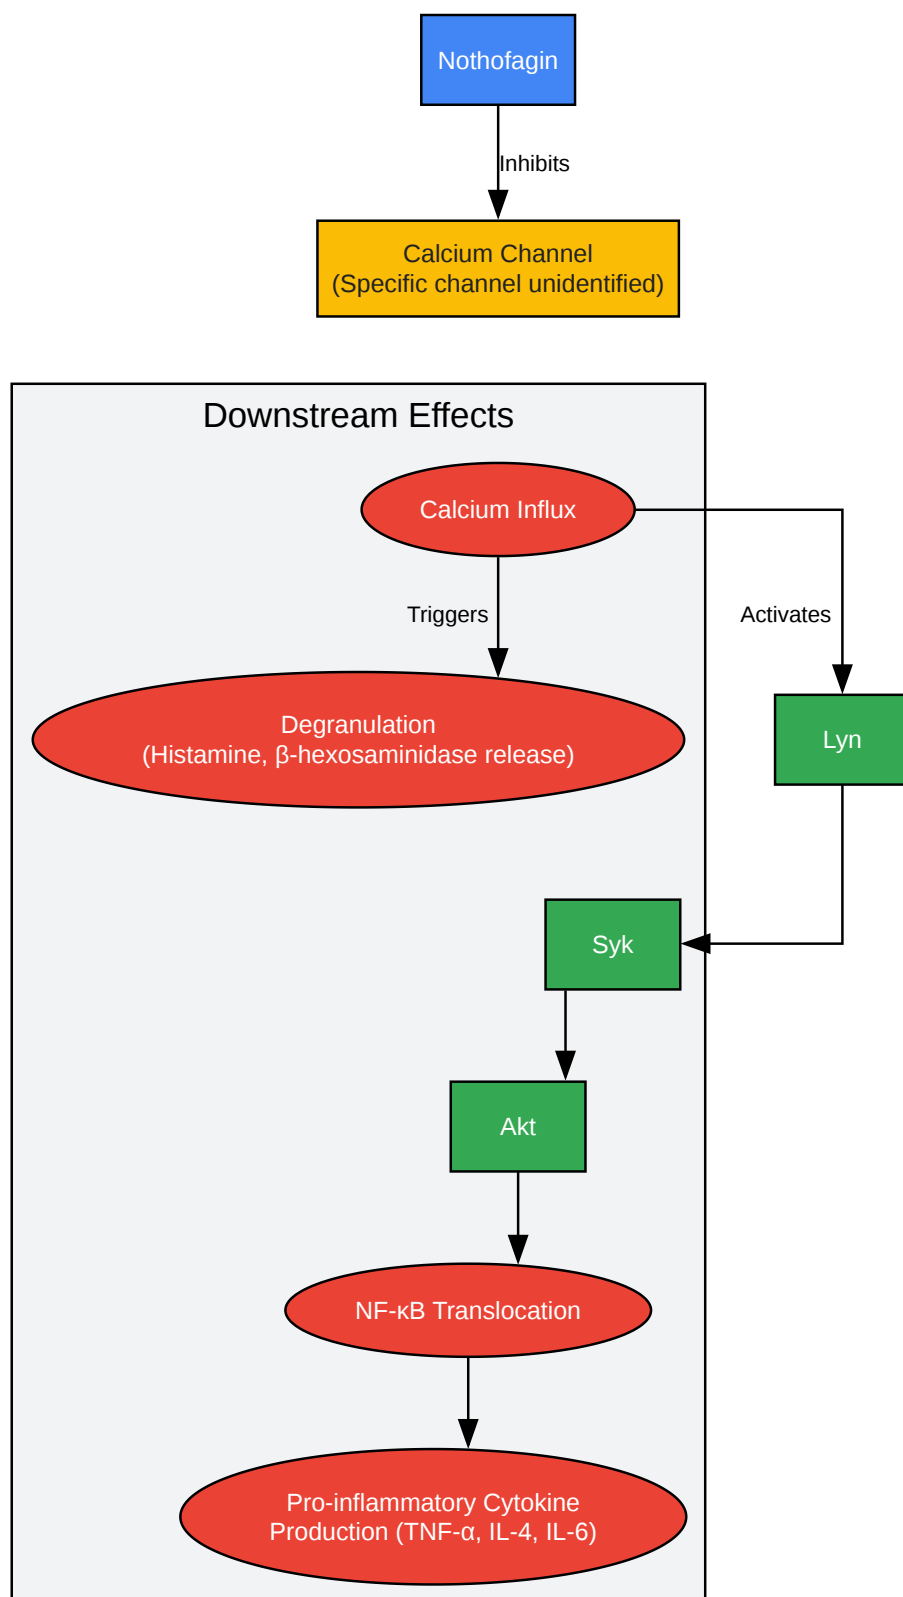 Nothofagin
Inhibits
Calcium Channel
(Specific channel unidentified)
Downstream Effects
Calcium Influx
Triggers
Activates
Degranulation
(Histamine, β-hexosaminidase release)
Lyn
Syk
Akt
NF-κB Translocation
Pro-inflammatory Cytokine
Production (TNF-α, IL-4, IL-6)